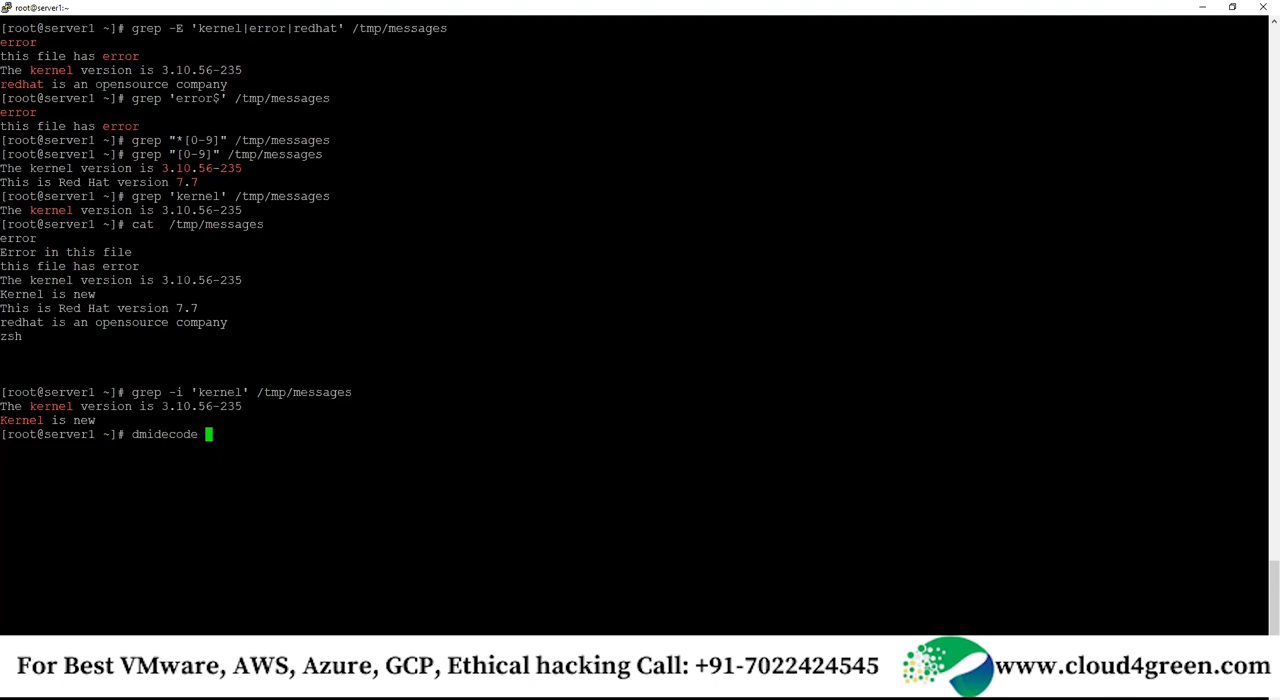 root@server1:~
[root@server1 ~]# grep -E 'kernel|error|redhat' /tmp/messages
error
this file has error
The kernel version is 3.10.56-235
redhat is an opensource company
[root@server1 ~]# grep 'error$' /tmp/messages
error
this file has error
[root@server1 ~]# grep "*[0-9]" /tmp/messages
[root@server1 ~]# grep "[0-9]" /tmp/messages
The kernel version is 3.10.56-235
This is Red Hat version 7.7
[root@server1 ~]# grep 'kernel' /tmp/messages
The kernel version is 3.10.56-235
[root@server1 ~]# cat  /tmp/messages
error
Error in this file
this file has error
The kernel version is 3.10.56-235
Kernel is new
This is Red Hat version 7.7
redhat is an opensource company
zsh
[root@server1 ~]# grep -i 'kernel' /tmp/messages
The kernel version is 3.10.56-235
Kernel is new
[root@server1 ~]# dmidecode
For Best VMware, AWS, Azure, GCP, Ethical hacking Call: +91-7022424545 www.cloud4green.com